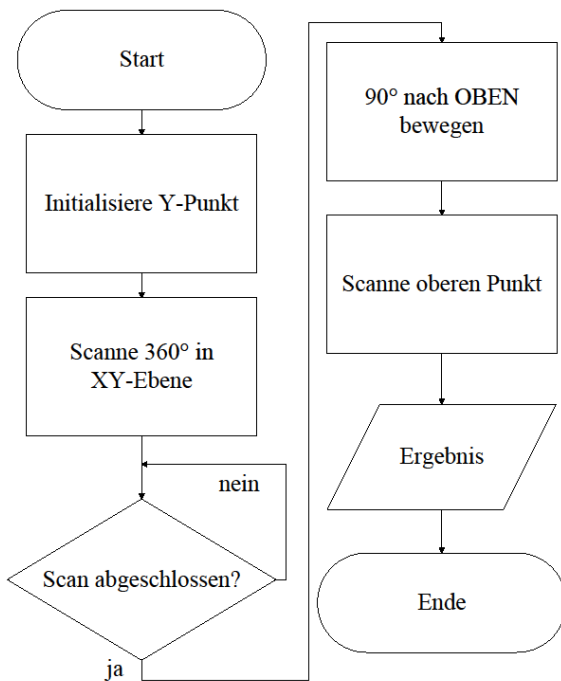 Start
Initialisiere Y-Punkt
Scanne 360° in
XY-Ebene
nein
Scan abgeschlossen?
ja
90° nach OBEN
bewegen
Scanne oberen Punkt
Ergebnis
Ende